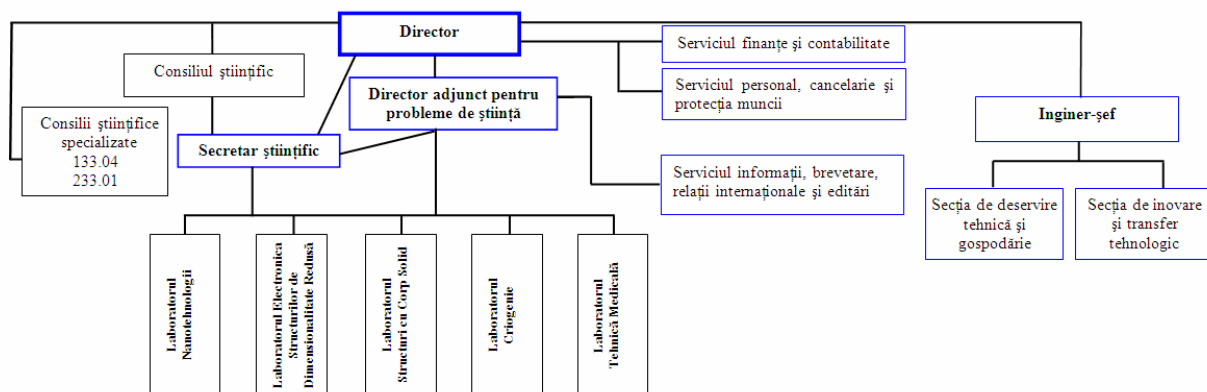 Director
Serviciul finanțe și contabilitate
Consiliul ştiințific
Director adjunct pentru
probleme de știință
Serviciul personal, cancelarie și
protecția muncii
Inginer-șef
Consilii ştiințifice
specializate
133.04
233.01
Secretar ştiințific
Serviciul informații, brevetare,
relații internaționale și editări
Secția de deservire
tehnică și
gospodărie
Secția de inovare
și transfer
tehnologic
Laboratorul
Nanotehnologii
Laboratorul Electronica
Structurilor de
Dimensionalitate Redusă
Laboratorul
Structuri cu Corp Solid
Laboratorul
Criogenie
Laboratorul
Tehnică Medicală